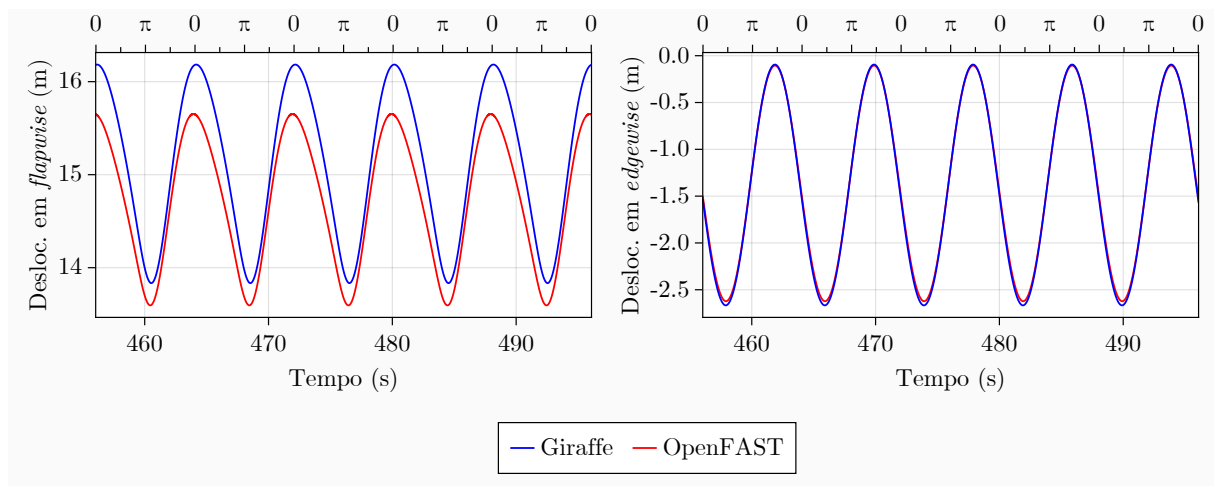 0 π 0 π 0 π 0 π 0 π 0
16
15
14
Desloc. em flapwise (m)
460 470 480 490
Tempo (s)
0 π 0 π 0 π 0 π 0 π 0
0.0
-0.5
-1.0
-1.5
-2.0
-2.5
Desloc. em edgewise (m)
460 470 480 490
Tempo (s)
Giraffe OpenFAST